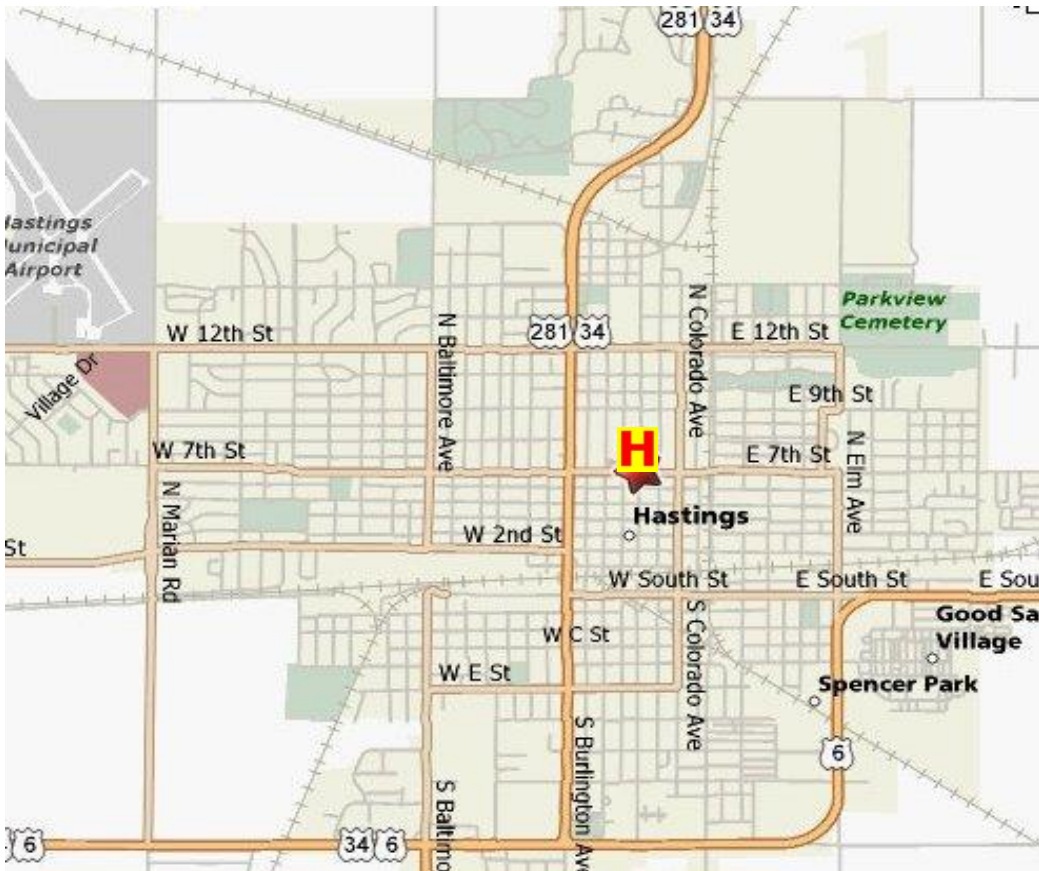 281 34
Hastings
Municipal
Airport
Parkview
Cemetery
N Colorado Ave
N Baltimore Ave
W 12th St
281 34
E 12th St
Village Dr
E 9th St
W 7th St
H
E 7th St
N Elm Ave
N Marian Rd
Hastings
W 2nd St
St
W South St
E South St
E Sou
Good Sa
Village
W C St
S Colorado Ave
W E St
Spencer Park
S Burlington Av
6
S Baltimo
6
34 6